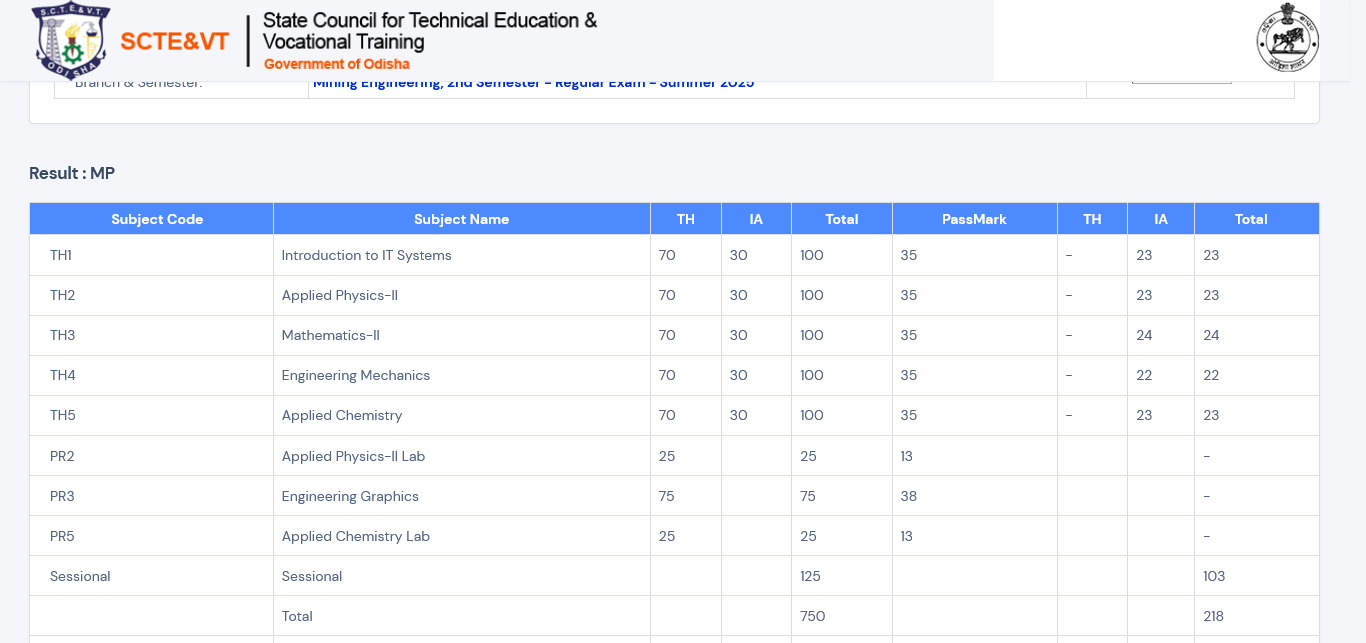 S.C.T.E.&V.T.
ODISHA
SCTE&VT
State Council for Technical Education &
Vocational Training
Government of Odisha
Branch & Semester: Mining Engineering, 2nd Semester - Regular Exam - Summer 2025
Result : MP
Subject Code Subject Name TH IA Total PassMark TH IA Total
TH1 Introduction to IT Systems 70 30 100 35 - 23 23
TH2 Applied Physics-II 70 30 100 35 - 23 23
TH3 Mathematics-II 70 30 100 35 - 24 24
TH4 Engineering Mechanics 70 30 100 35 - 22 22
TH5 Applied Chemistry 70 30 100 35 - 23 23
PR2 Applied Physics-II Lab 25 25 13 -
PR3 Engineering Graphics 75 75 38 -
PR5 Applied Chemistry Lab 25 25 13 -
Sessional Sessional 125 103
Total 750 218